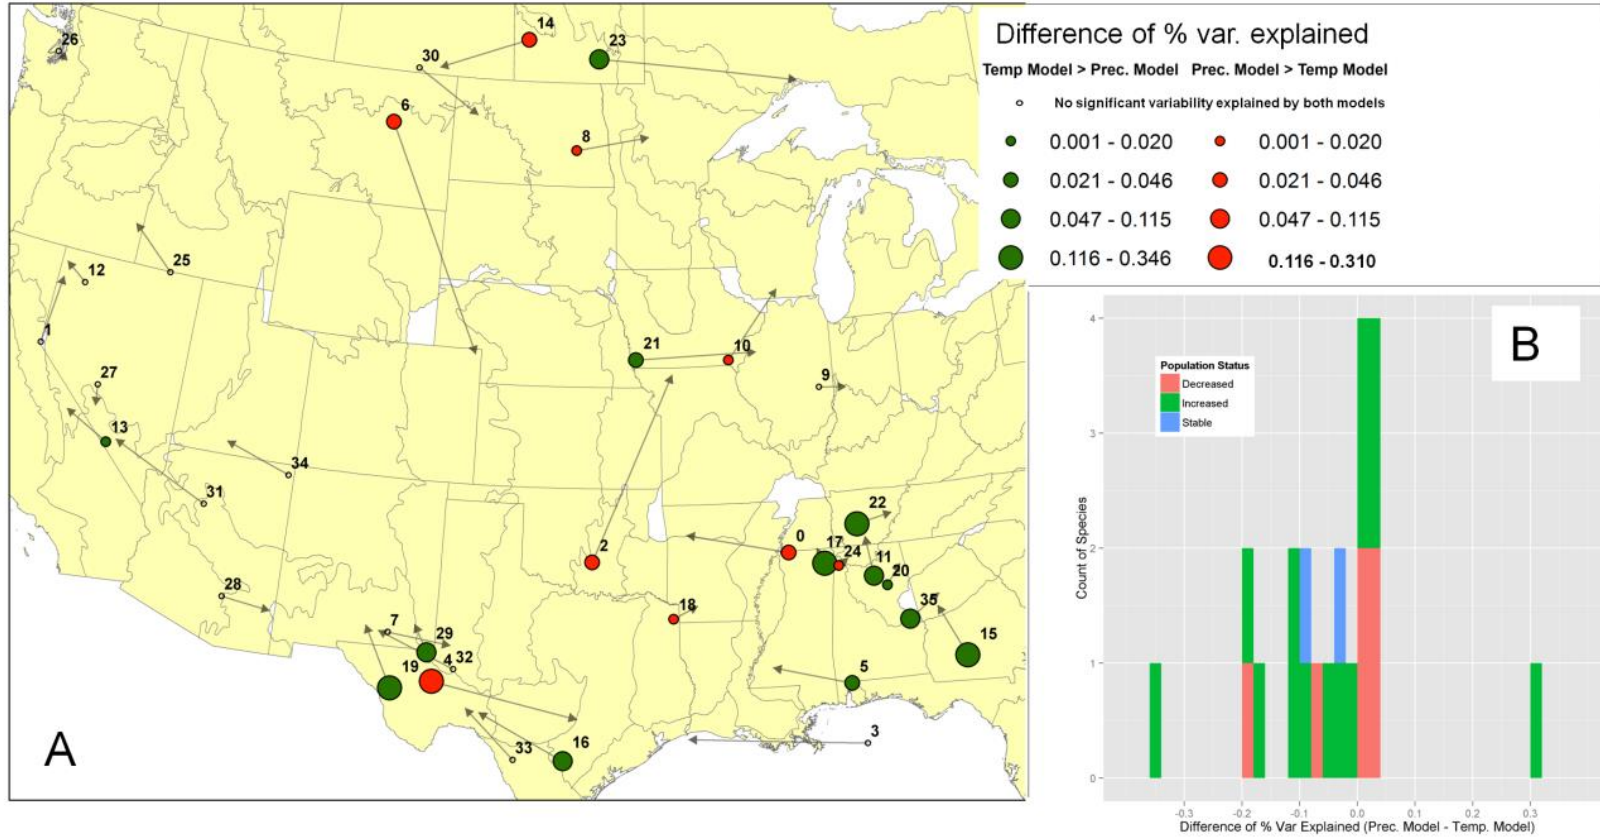 14
26
23
30
6
8
25
12
1
21
10
27
9
13
34
31
22
0
2
17
24
11
20
28
18
35
7
29
15
4 32
19
5
3
16
33
A
Difference of % var. explained
Temp Model > Prec. Model Prec. Model > Temp Model
No significant variability explained by both models
0.001 - 0.020 0.001 - 0.020
0.021 - 0.046 0.021 - 0.046
0.047 - 0.115 0.047 - 0.115
0.116 - 0.346 0.116 - 0.310
B
Population Status
Decreased
Increased
Stable
Count of Species
4
3
2
1
0
-0.3 -0.2 -0.1 0.0 0.1 0.2 0.3
Difference of % Var Explained (Prec. Model - Temp. Model)